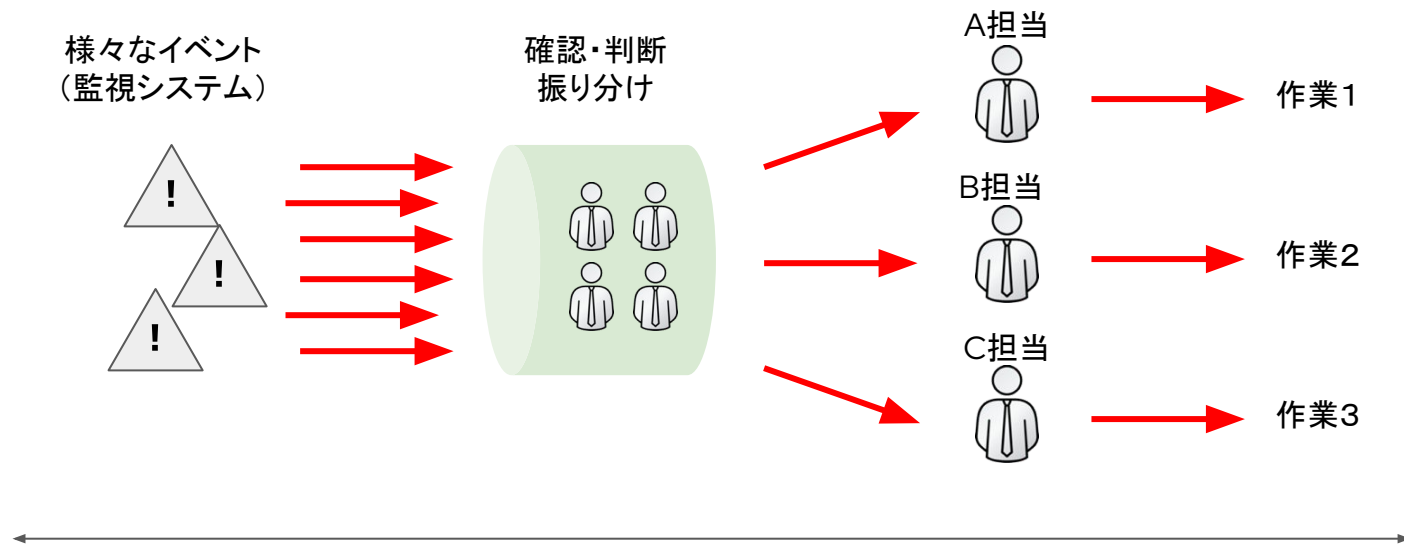 様々なイベント
（監視システム）
確認・判断
振り分け
!
!
!
A担当
作業１
B担当
作業２
C担当
作業３